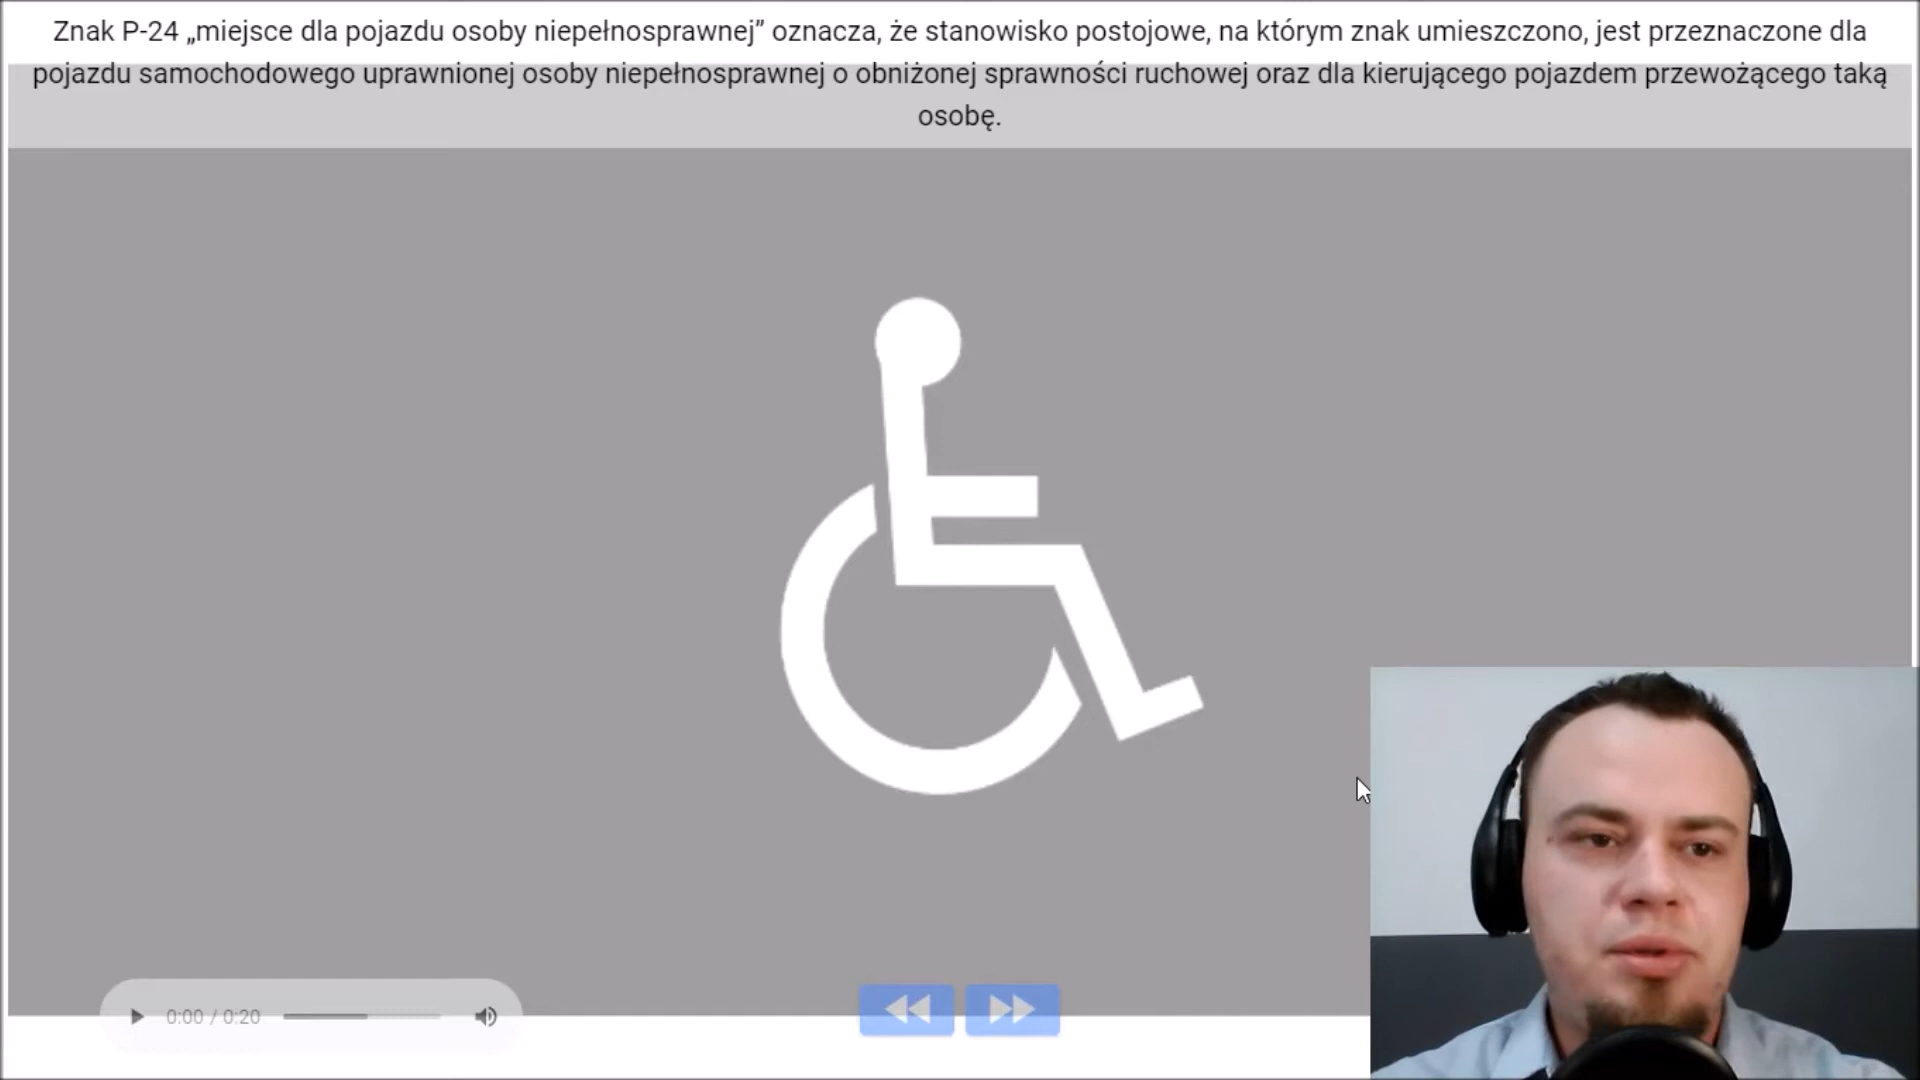 Znak P-24 „miejsce dla pojazdu osoby niepełnosprawnej” oznacza, że stanowisko postojowe, na którym znak umieszczono, jest przeznaczone dla
pojazdu samochodowego uprawnionej osoby niepełnosprawnej o obniżonej sprawności ruchowej oraz dla kierującego pojazdem przewożącego taką
osobę.
0:00 / 0:20